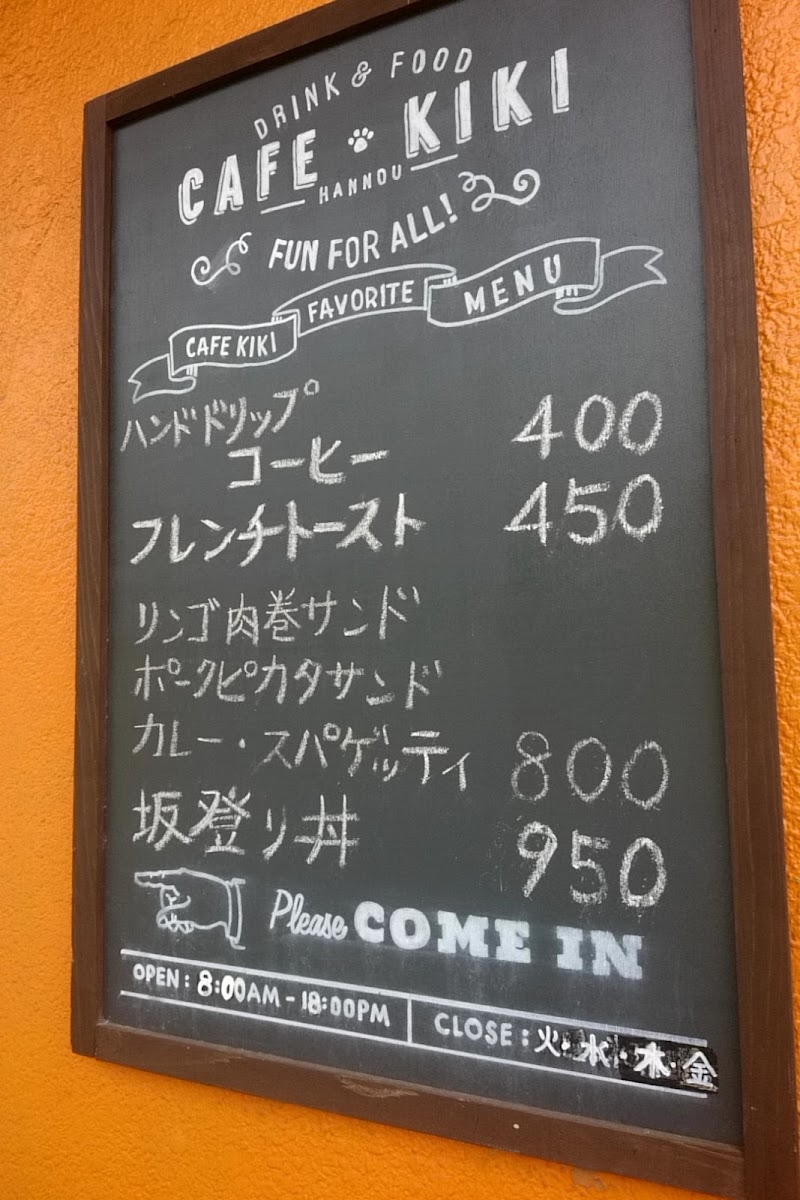 DRINK & FOOD
CAFE KIKI
HANNOU
FUN FOR ALL!
CAFE KIKI FAVORITE MENU
ハンドドリップ
コーヒー 400
フレンチトースト 450
リンゴ肉巻サンド
ポークピカタサンド
カレー・スパゲッティ 800
坂登り丼 950
Please COME IN
OPEN: 8:00AM - 18:00PM CLOSE: 火・水・木・金